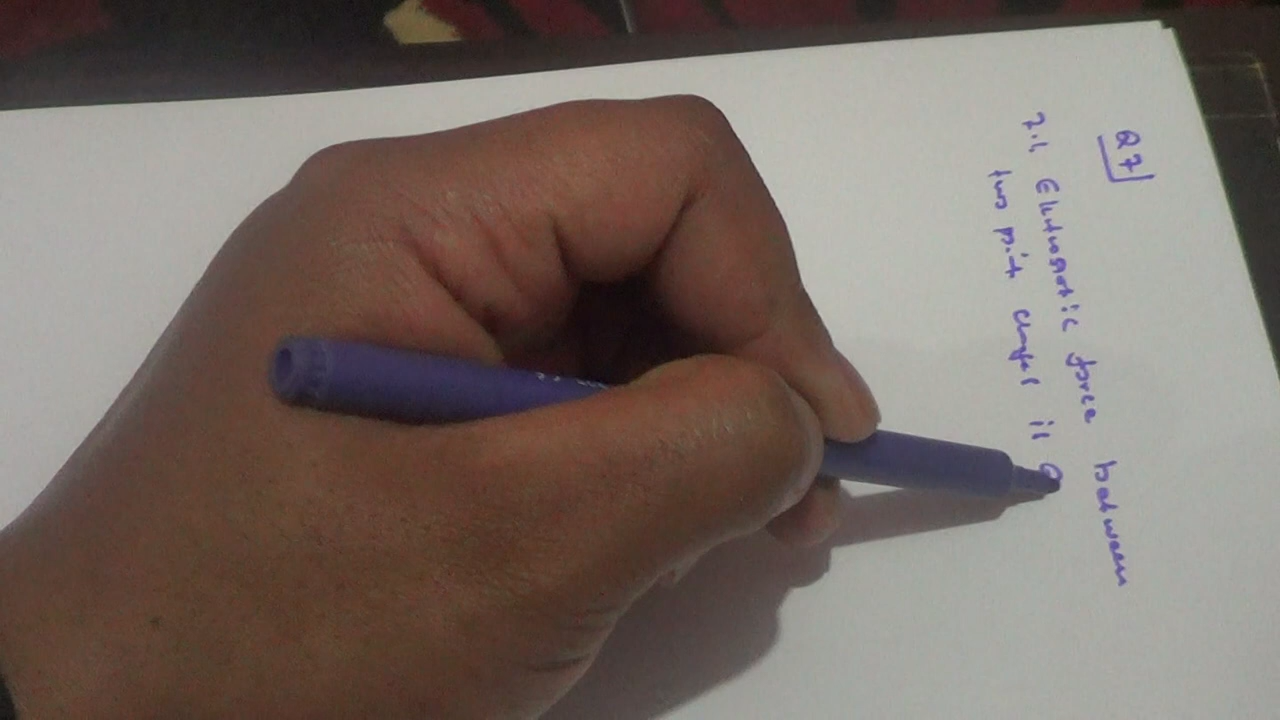 Q7
7.1. Electrostatic force between
two point charges is